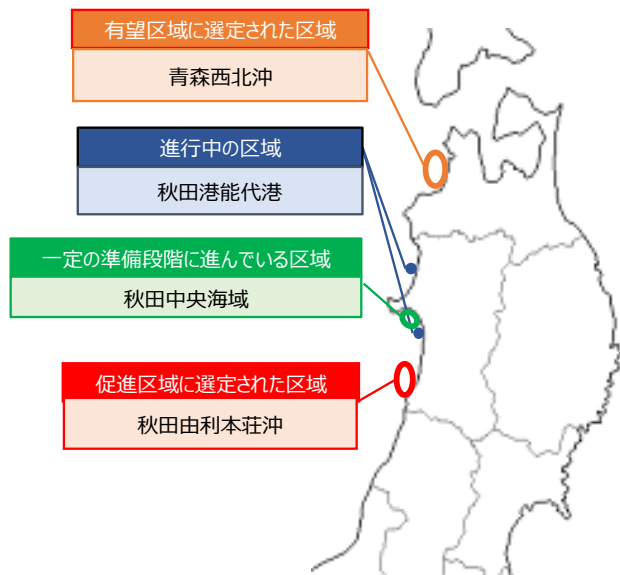 有望区域に選定された区域
青森西北沖
進行中の区域
秋田港能代港
一定の準備段階に進んでいる区域
秋田中央海域
促進区域に選定された区域
秋田由利本荘沖